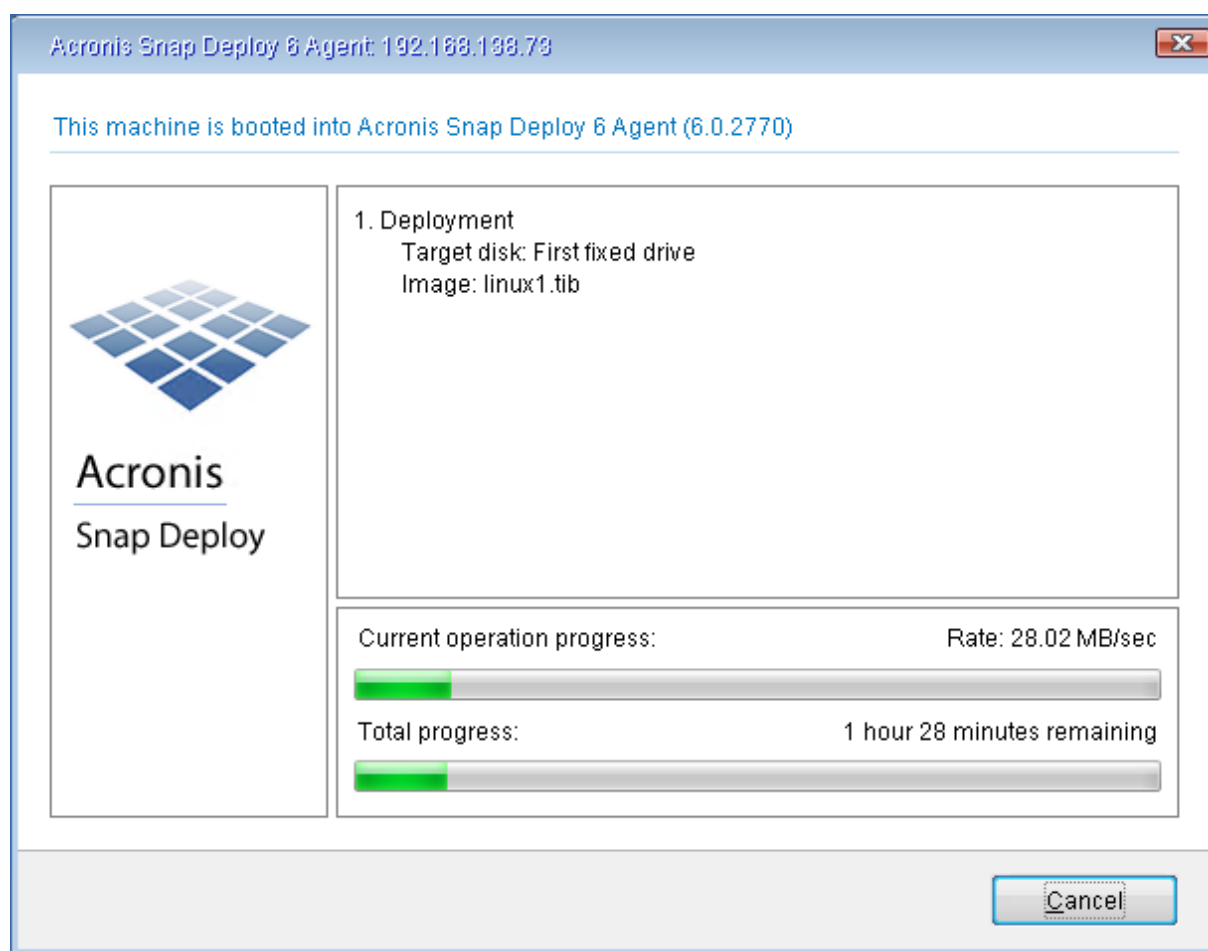 Acronis Snap Deploy 6 Agent: 192.168.138.73
This machine is booted into Acronis Snap Deploy 6 Agent (6.0.2770)
1. Deployment
Target disk: First fixed drive
Image: linux1.tib
Acronis
Snap Deploy
Current operation progress: Rate: 28.02 MB/sec
Total progress: 1 hour 28 minutes remaining
Cancel